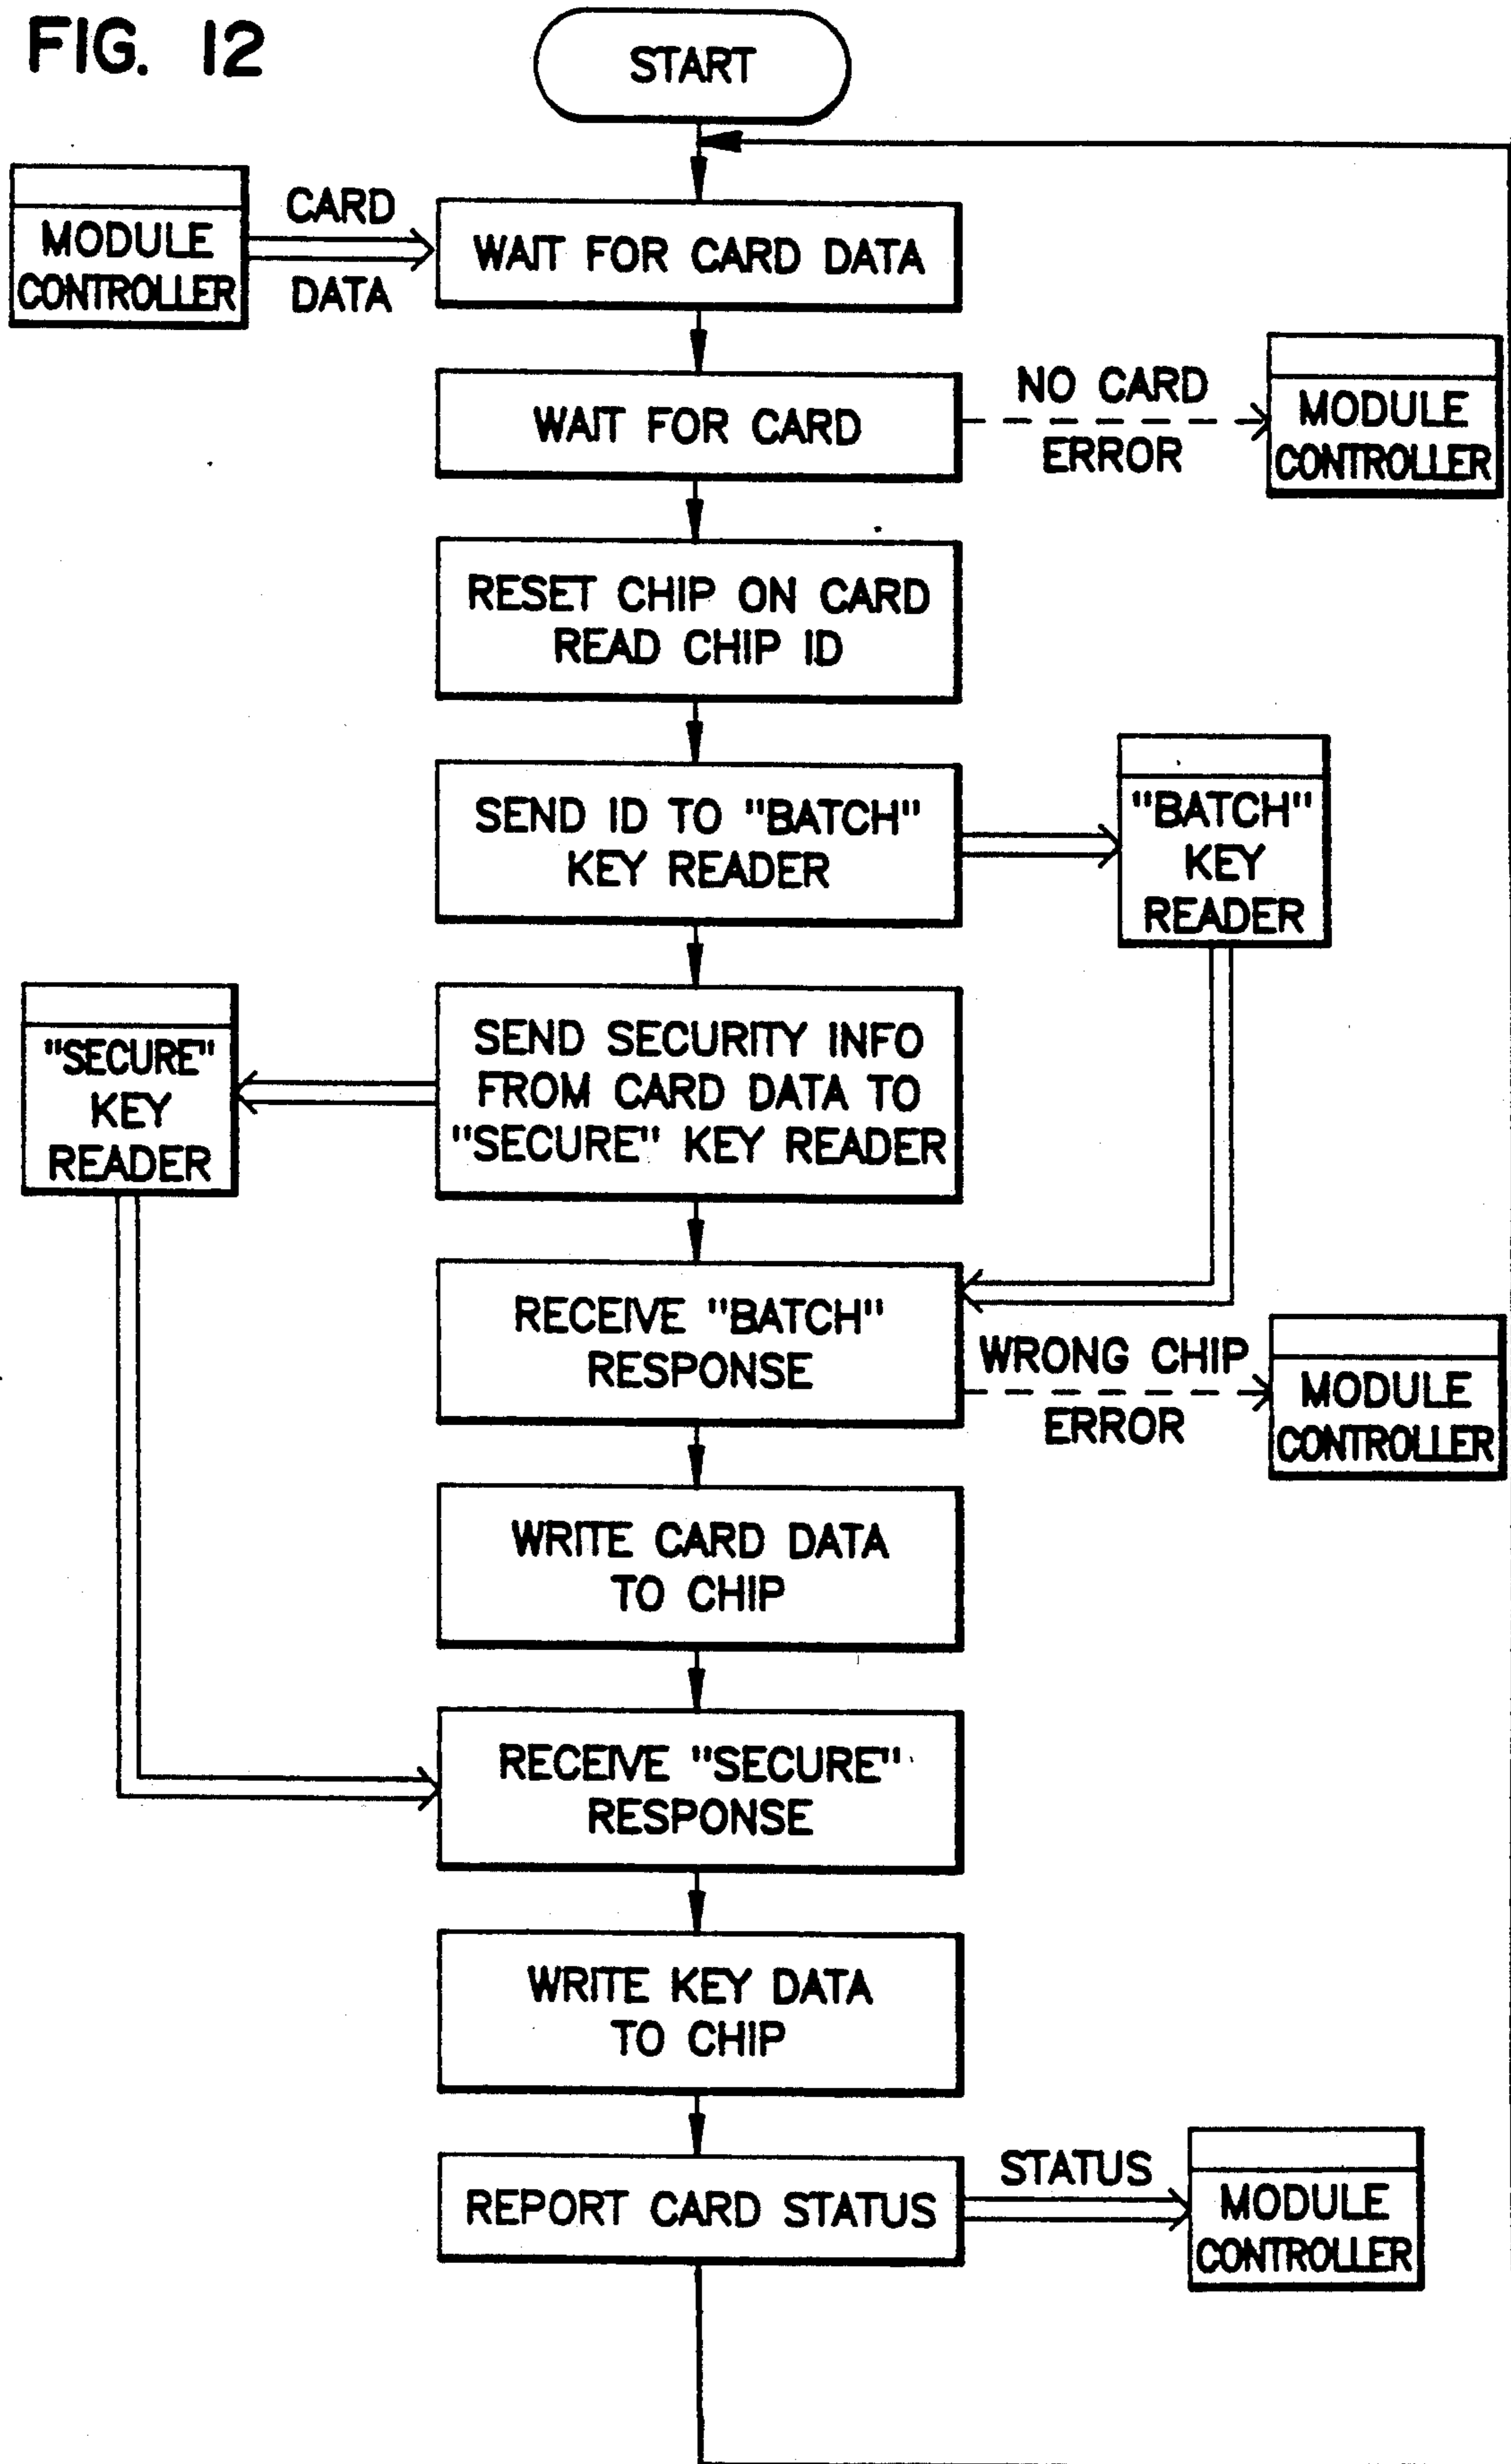 FIG. 12
START
MODULE
CONTROLLER
CARD
DATA
WAIT FOR CARD DATA
WAIT FOR CARD
NO CARD
ERROR
MODULE
CONTROLLER
RESET CHIP ON CARD
READ CHIP ID
SEND ID TO "BATCH"
KEY READER
"BATCH"
KEY
READER
SEND SECURITY INFO
FROM CARD DATA TO
"SECURE" KEY READER
"SECURE"
KEY
READER
RECEIVE "BATCH"
RESPONSE
WRONG CHIP
ERROR
MODULE
CONTROLLER
WRITE CARD DATA
TO CHIP
RECEIVE "SECURE"
RESPONSE
WRITE KEY DATA
TO CHIP
REPORT CARD STATUS
STATUS
MODULE
CONTROLLER